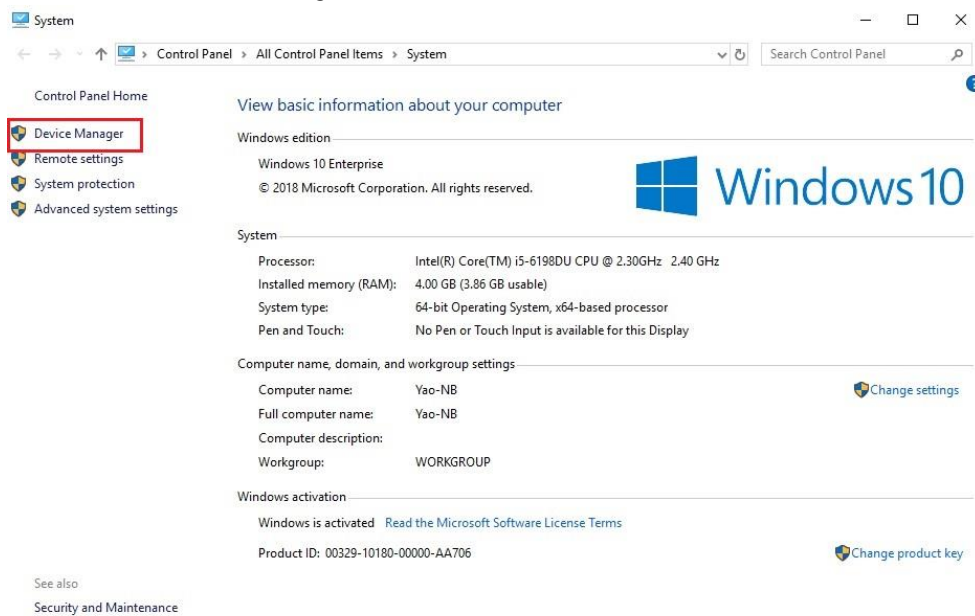 System
Control Panel > All Control Panel Items > System
Search Control Panel
Control Panel Home
Device Manager
Remote settings
System protection
Advanced system settings
View basic information about your computer
Windows edition
Windows 10 Enterprise
© 2018 Microsoft Corporation. All rights reserved.
Windows 10
System
Processor: Intel(R) Core(TM) i5-6198DU CPU @ 2.30GHz 2.40 GHz
Installed memory (RAM): 4.00 GB (3.86 GB usable)
System type: 64-bit Operating System, x64-based processor
Pen and Touch: No Pen or Touch Input is available for this Display
Computer name, domain, and workgroup settings
Computer name: Yao-NB
Change settings
Full computer name: Yao-NB
Computer description:
Workgroup: WORKGROUP
Windows activation
Windows is activated Read the Microsoft Software License Terms
Product ID: 00329-10180-00000-AA706
Change product key
See also
Security and Maintenance